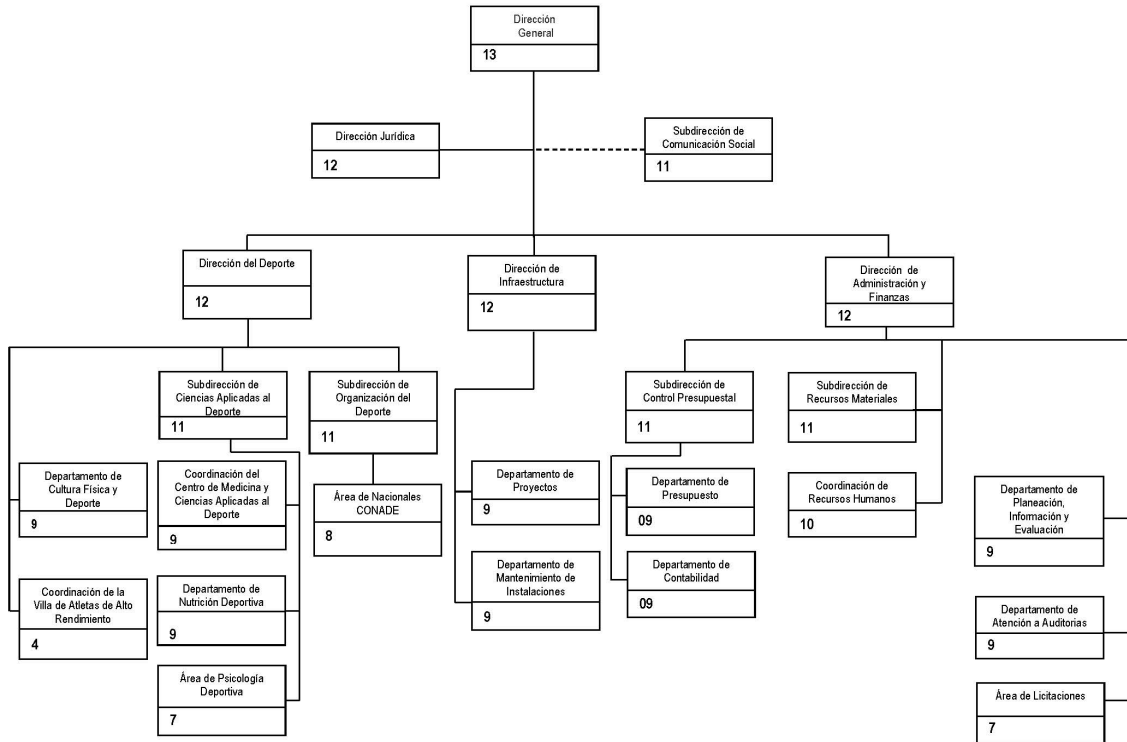 Dirección
General
13
Dirección Jurídica
12
Subdirección de
Comunicación Social
11
Dirección del Deporte
12
Dirección de
Infraestructura
12
Dirección de
Administración y
Finanzas
12
Subdirección de
Ciencias Aplicadas al
Deporte
11
Subdirección de
Organización del
Deporte
11
Subdirección de
Control Presupuestal
11
Subdirección de
Recursos Materiales
11
Departamento de
Cultura Física y
Deporte
9
Coordinación del
Centro de Medicina y
Ciencias Aplicadas al
Deporte
9
Área de Nacionales
CONADE
8
Departamento de
Proyectos
9
Departamento de
Presupuesto
09
Coordinación de
Recursos Humanos
10
Departamento de
Planeación,
Información y
Evaluación
9
Coordinación de la
Villa de Atletas de Alto
Rendimiento
4
Departamento de
Nutrición Deportiva
9
Departamento de
Mantenimiento de
Instalaciones
9
Departamento de
Contabilidad
09
Departamento de
Atención a Auditorias
9
Área de Psicología
Deportiva
7
Área de Licitaciones
7